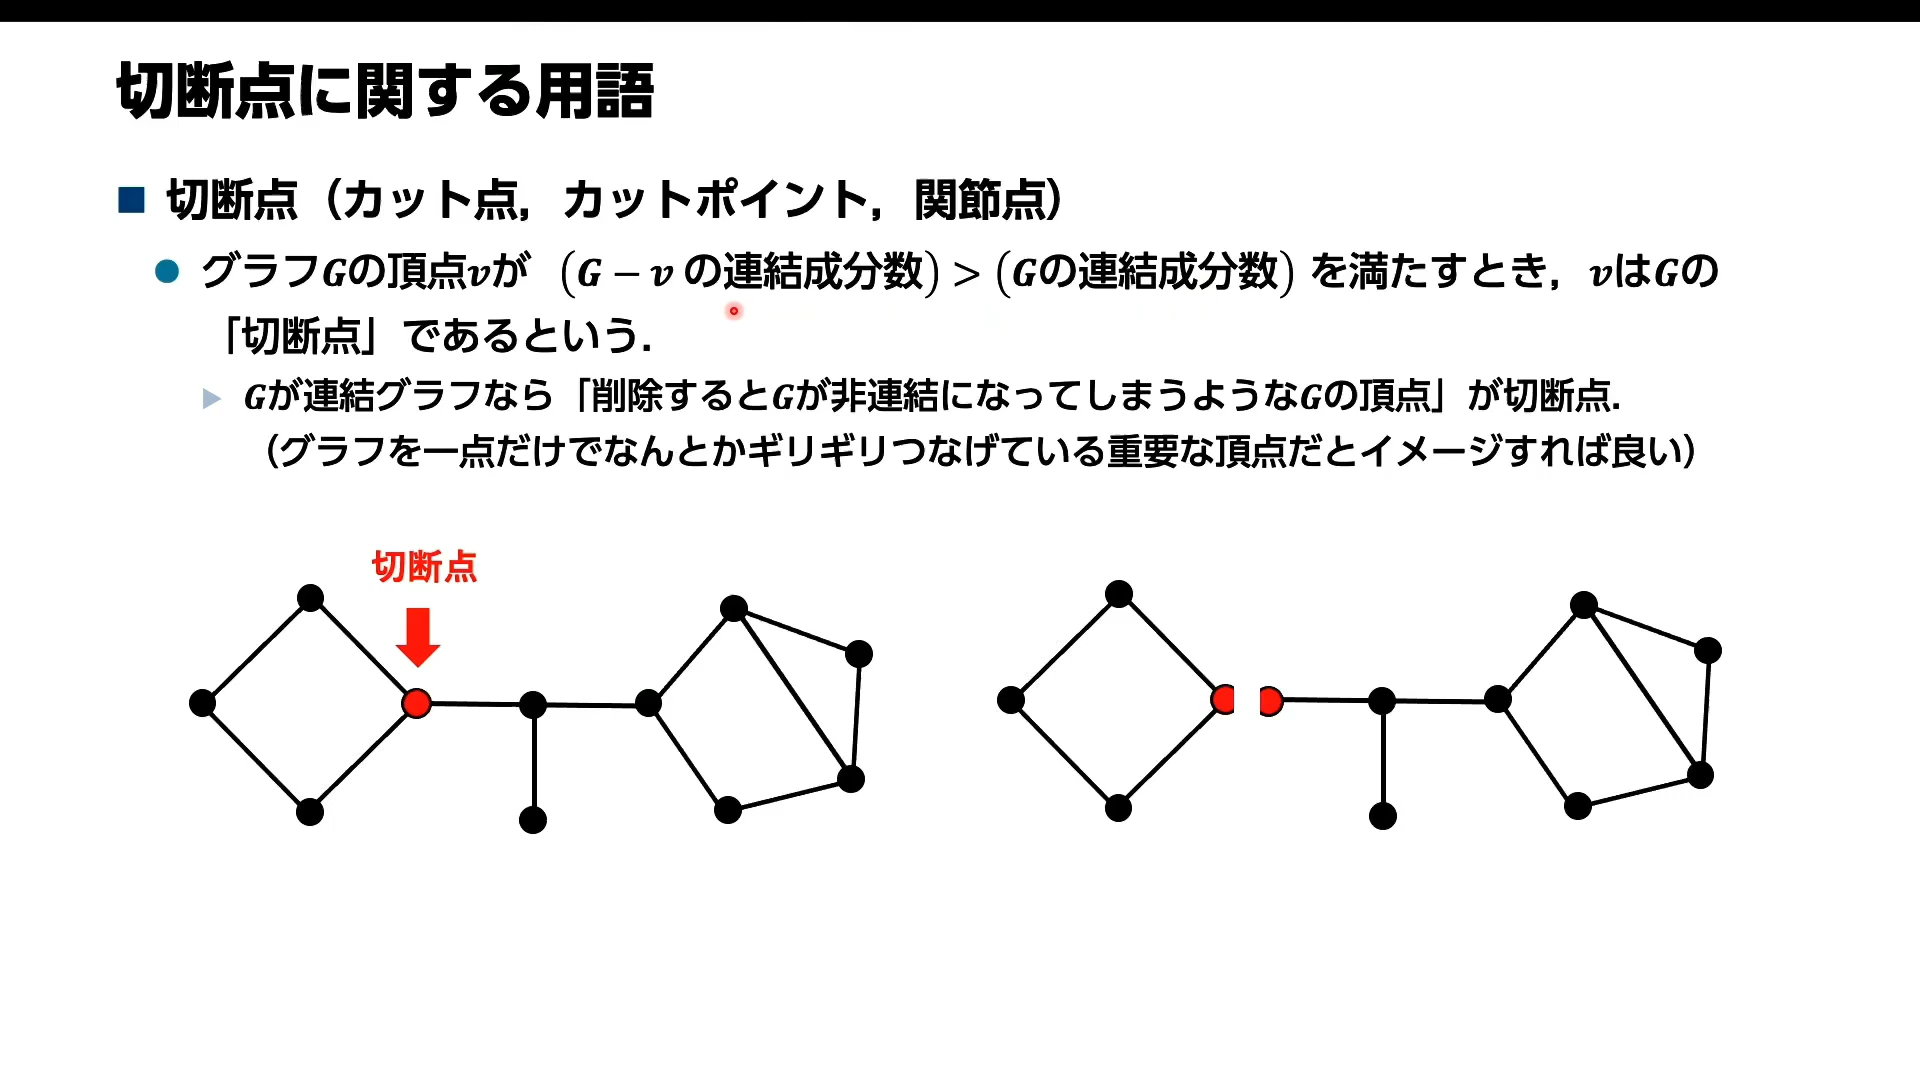 切断点に関する用語
切断点（カット点，カットポイント，関節点）
グラフGの頂点vが (G − v の連結成分数) > (Gの連結成分数) を満たすとき，vはGの
「切断点」であるという．
Gが連結グラフなら「削除するとGが非連結になってしまうようなGの頂点」が切断点．
（グラフを一点だけでなんとかギリギリつなげている重要な頂点だとイメージすれば良い）
切断点